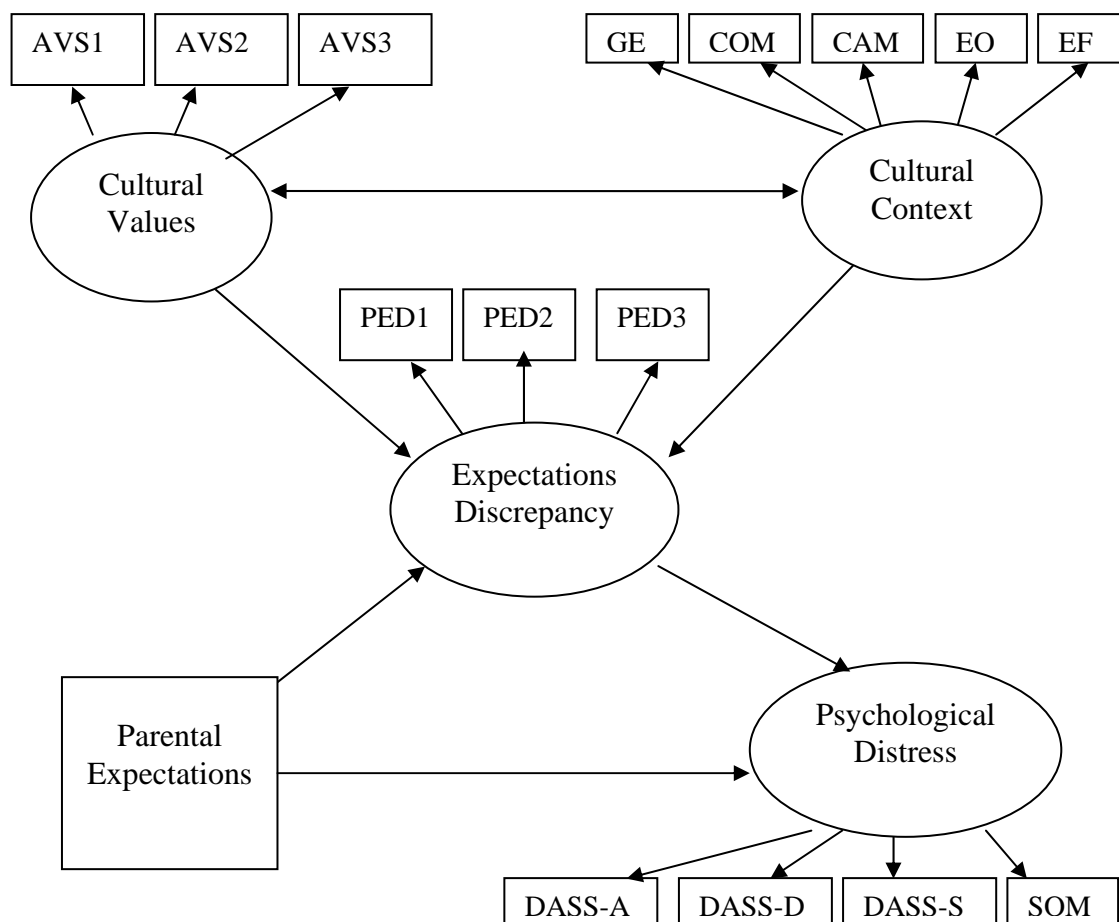 AVS1
AVS2
AVS3
GE
COM
CAM
EO
EF
Cultural
Values
Cultural
Context
PED1
PED2
PED3
Expectations
Discrepancy
Parental
Expectations
Psychological
Distress
DASS-A
DASS-D
DASS-S
SOM